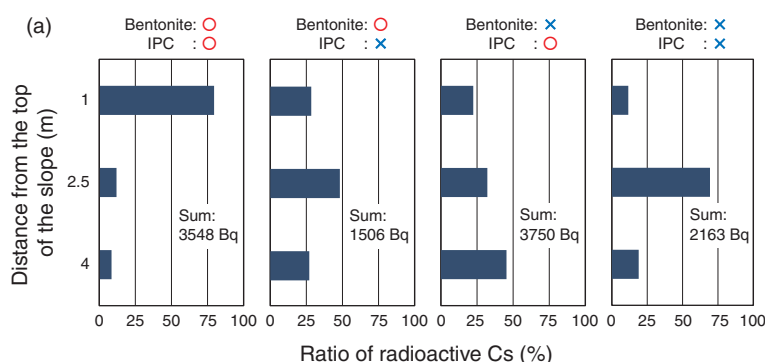 (a)
Bentonite: ○
IPC : ○
Bentonite: ○
IPC : ×
Bentonite: ×
IPC : ○
Bentonite: ×
IPC : ×
Distance from the top
of the slope (m)
1
2.5
4
Sum:
3548 Bq
Sum:
1506 Bq
Sum:
3750 Bq
Sum:
2163 Bq
0 25 50 75 100
0 25 50 75 100
0 25 50 75 100
0 25 50 75 100
Ratio of radioactive Cs (%)